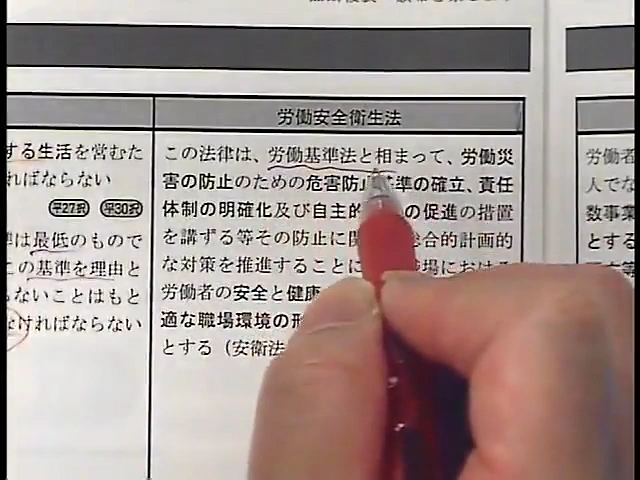 労働安全衛生法
する生活を営むた
ればならない
平27択 平30択
は最低のもので
この基準を理由と
ないことはもと
なければならない
この法律は、労働基準法と相まって、労働災
害の防止のための危害防 準の確立、責任
体制の明確化及び自主的 の促進の措置
を講ずる等その防止に関 総合的計画的
な対策を推進することに 場における
労働者の安全と健康
適な職場環境の形
とする（安衛法
労働者
人でな
数事業
とする